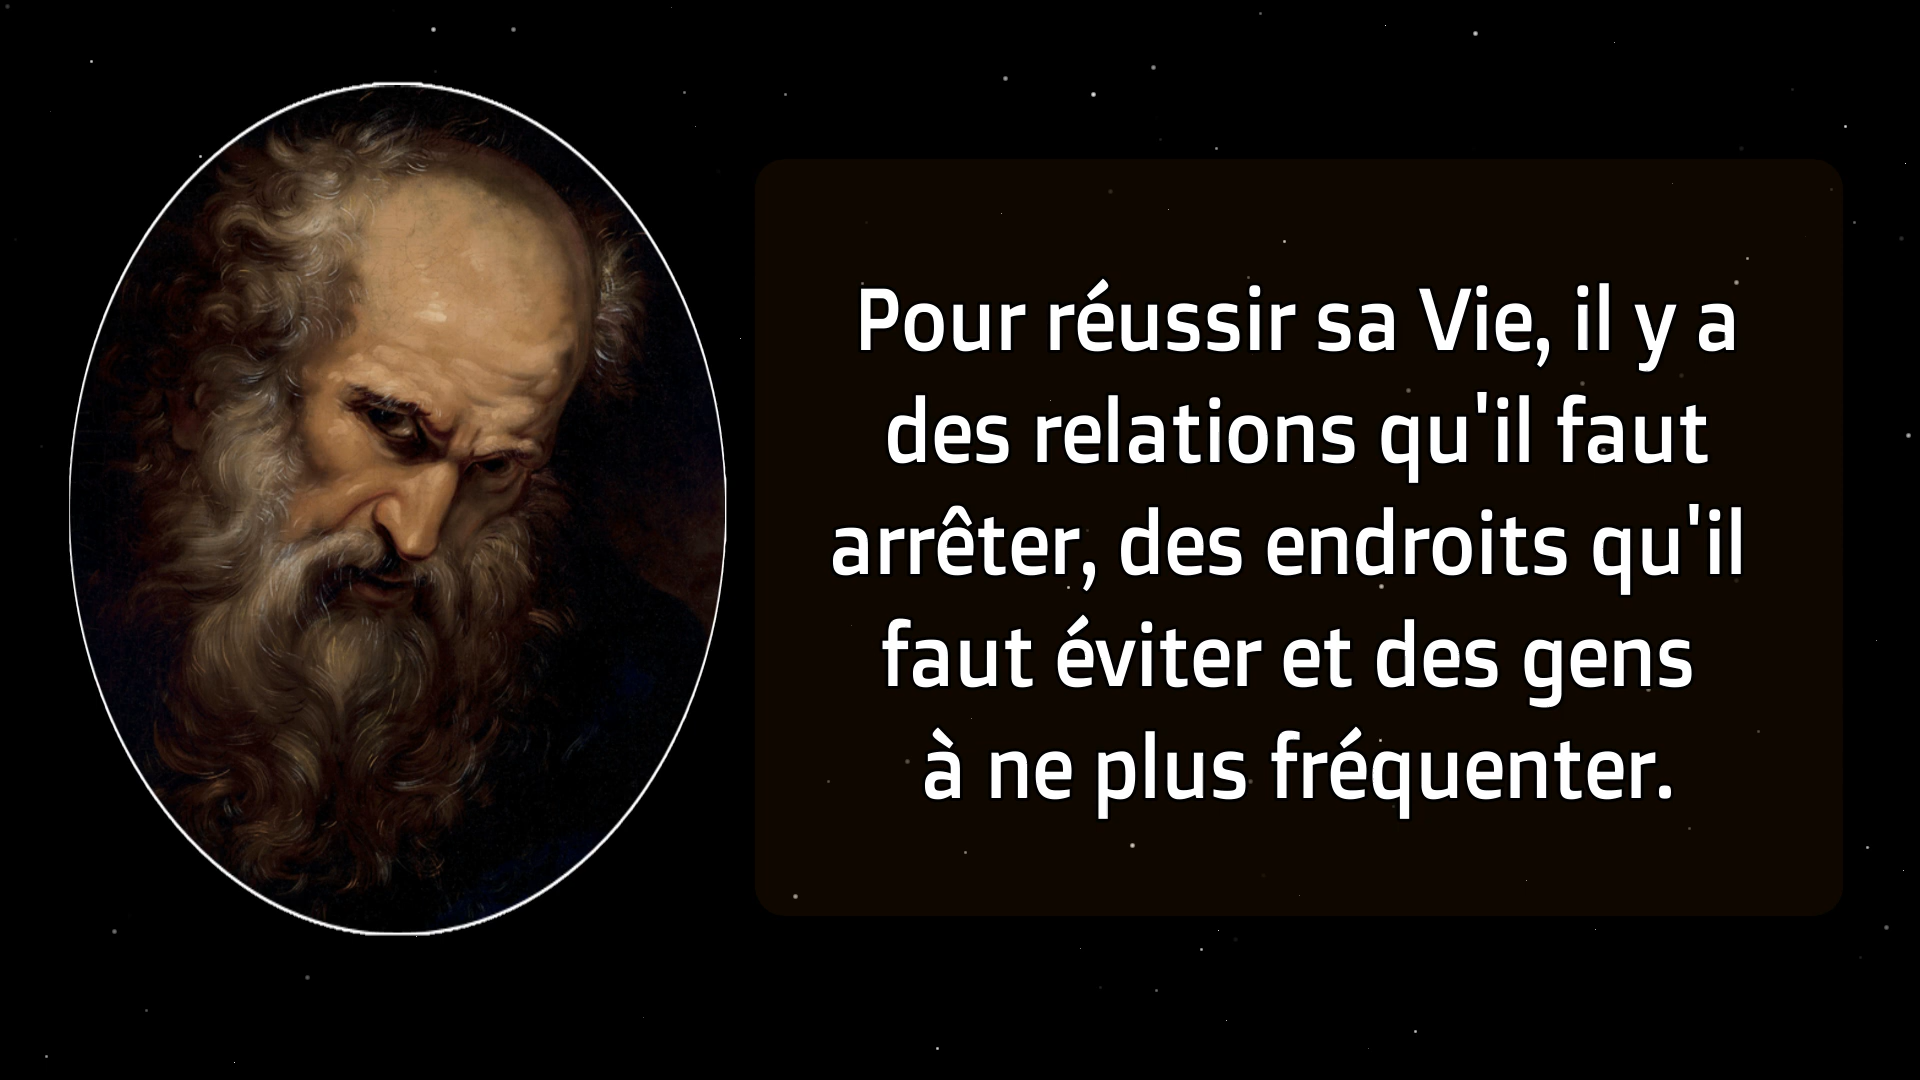 Pour réussir sa Vie, il y a
des relations qu'il faut
arrêter, des endroits qu'il
faut éviter et des gens
à ne plus fréquenter.